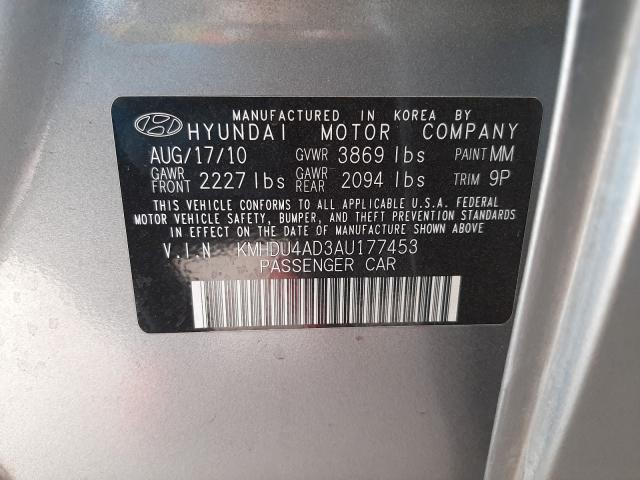 MANUFACTURED IN KOREA BY
HYUNDAI MOTOR COMPANY
AUG/17/10 GVWR 3869 lbs PAINT MM
GAWR FRONT 2227 lbs GAWR REAR 2094 lbs TRIM 9P
THIS VEHICLE CONFORMS TO ALL APPLICABLE U.S.A. FEDERAL
MOTOR VEHICLE SAFETY, BUMPER, AND THEFT PREVENTION STANDARDS
IN EFFECT ON THE DATE OF MANUFACTURE SHOWN ABOVE
V.I.N KMHDU4AD3AU177453
PASSENGER CAR